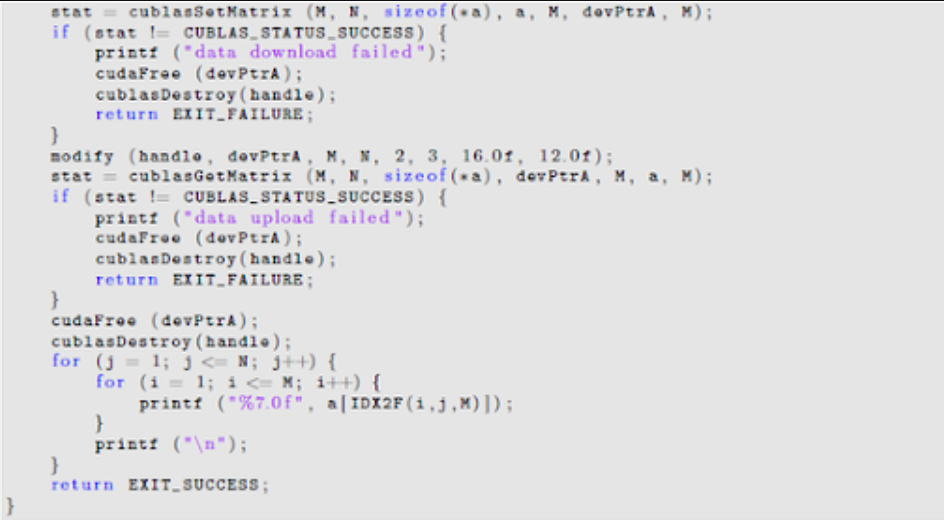 stat = cublasSetMatrix (M, N, sizeof(*a), a, M, devPtrA, M);
if (stat != CUBLAS_STATUS_SUCCESS) {
printf ("data download failed");
cudaFree (devPtrA);
cublasDestroy(handle);
return EXIT_FAILURE;
}
modify (handle, devPtrA, M, N, 2, 3, 16.0f, 12.0f);
stat = cublasGetMatrix (M, N, sizeof(*a), devPtrA, M, a, M);
if (stat != CUBLAS_STATUS_SUCCESS) {
printf ("data upload failed");
cudaFree (devPtrA);
cublasDestroy(handle);
return EXIT_FAILURE;
}
cudaFree (devPtrA);
cublasDestroy(handle);
for (j = 1; j <= N; j++) {
for (i = 1; i <= M; i++) {
printf ("%7.0f", a[IDX2F(i,j,M)]);
}
printf ("\n");
}
return EXIT_SUCCESS;
}